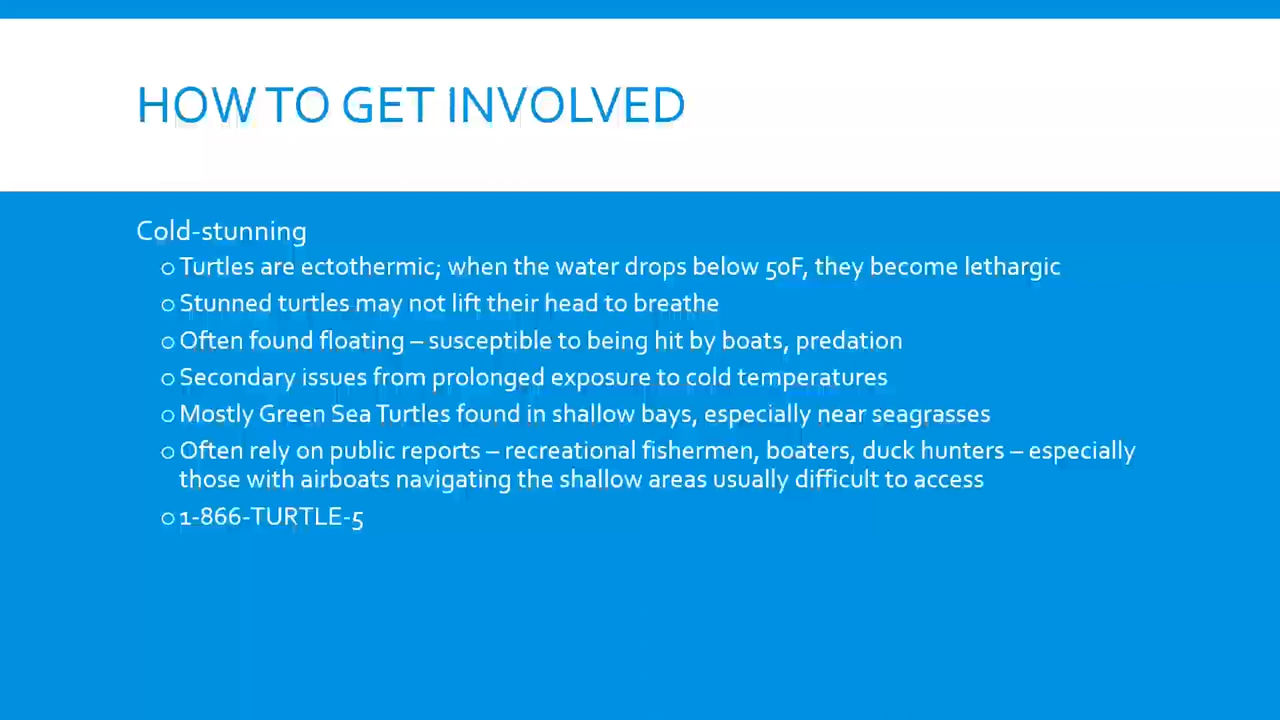 HOW TO GET INVOLVED
Cold-stunning
○ Turtles are ectothermic; when the water drops below 50F, they become lethargic
○ Stunned turtles may not lift their head to breathe
○ Often found floating – susceptible to being hit by boats, predation
○ Secondary issues from prolonged exposure to cold temperatures
○ Mostly Green Sea Turtles found in shallow bays, especially near seagrasses
○ Often rely on public reports – recreational fishermen, boaters, duck hunters – especially
those with airboats navigating the shallow areas usually difficult to access
○ 1-866-TURTLE-5